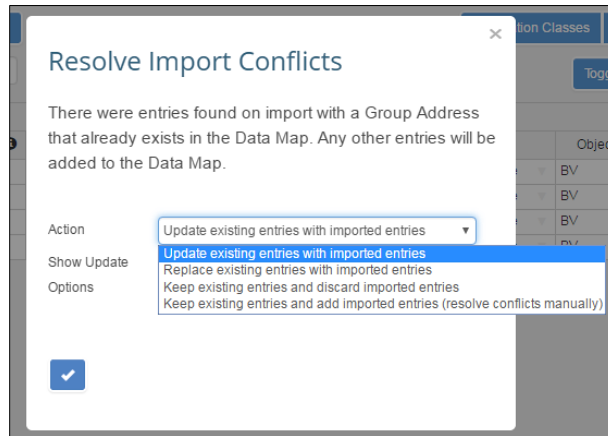 tion Classes
×
Resolve Import Conflicts
Togg
There were entries found on import with a Group Address
that already exists in the Data Map. Any other entries will be
added to the Data Map.
Objec
BV
BV
BV
BV
Action
Update existing entries with imported entries
Show Update
Options
Update existing entries with imported entries
Replace existing entries with imported entries
Keep existing entries and discard imported entries
Keep existing entries and add imported entries (resolve conflicts manually)